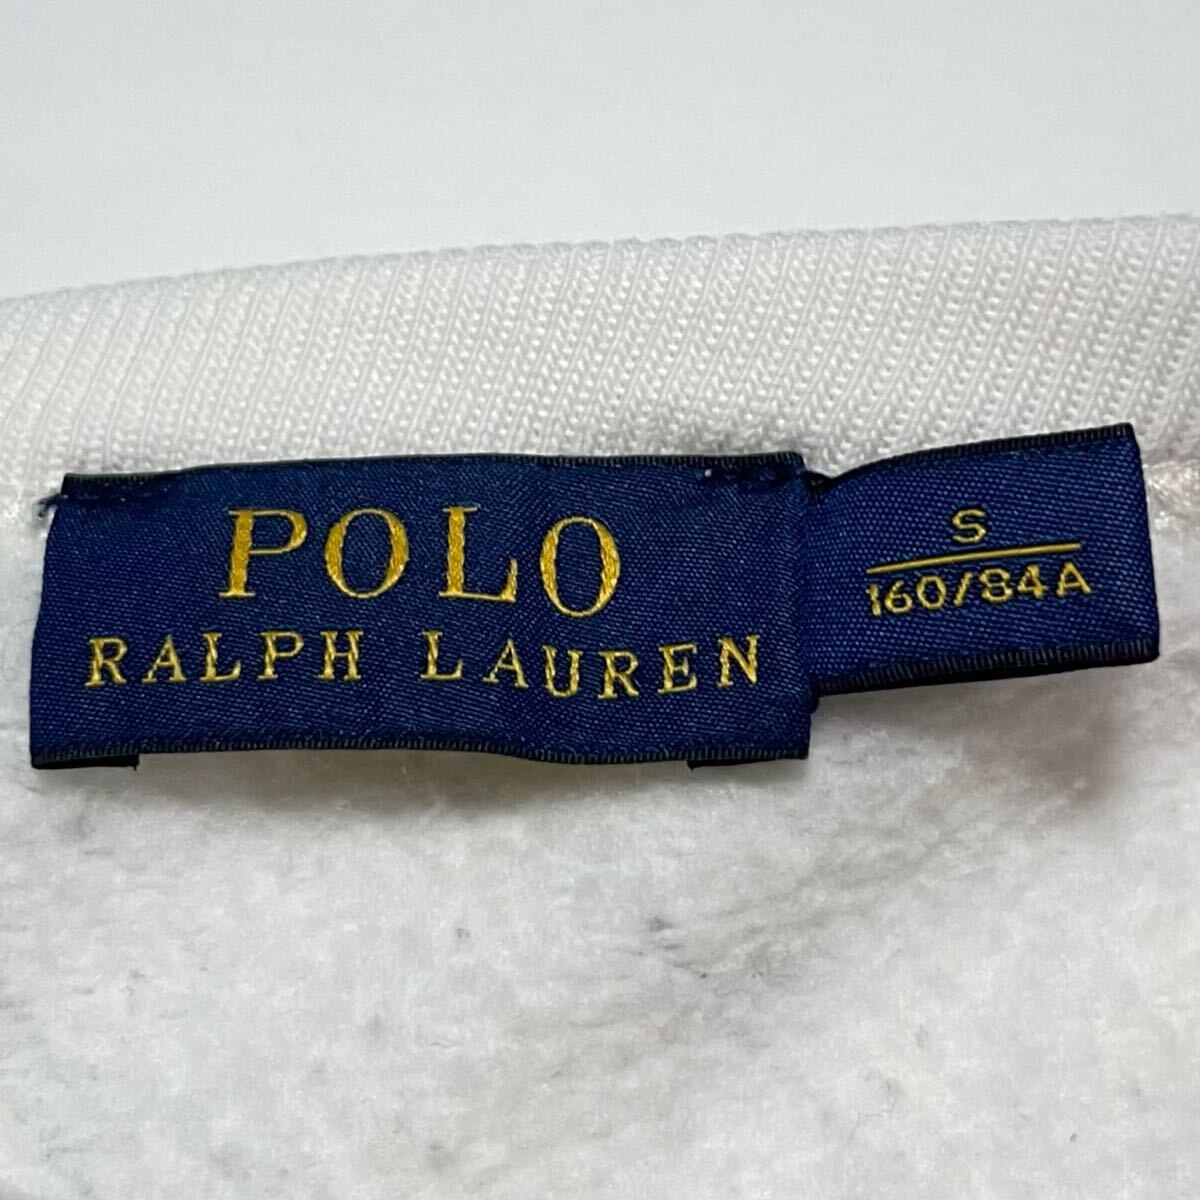 POLO
RALPH LAUREN
S
160/84A